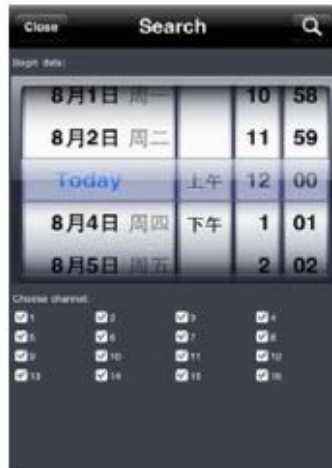 Close Search
Begin date:
8月1日 周一 10 58
8月2日 周二 11 59
Today 上午 12 00
8月4日 周四 下午 1 01
8月5日 周五 2 02
Choose channel:
1 2 3 4
5 6 7 8
9 10 11 12
13 14 15 16